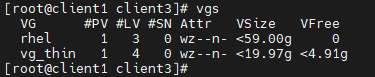 [root@client1 client3]# vgs
  VG      #PV #LV #SN Attr   VSize   VFree
  rhel      1   3   0 wz--n- <59.00g     0
  vg_thin   1   4   0 wz--n- <19.97g <4.91g
[root@client1 client3]#